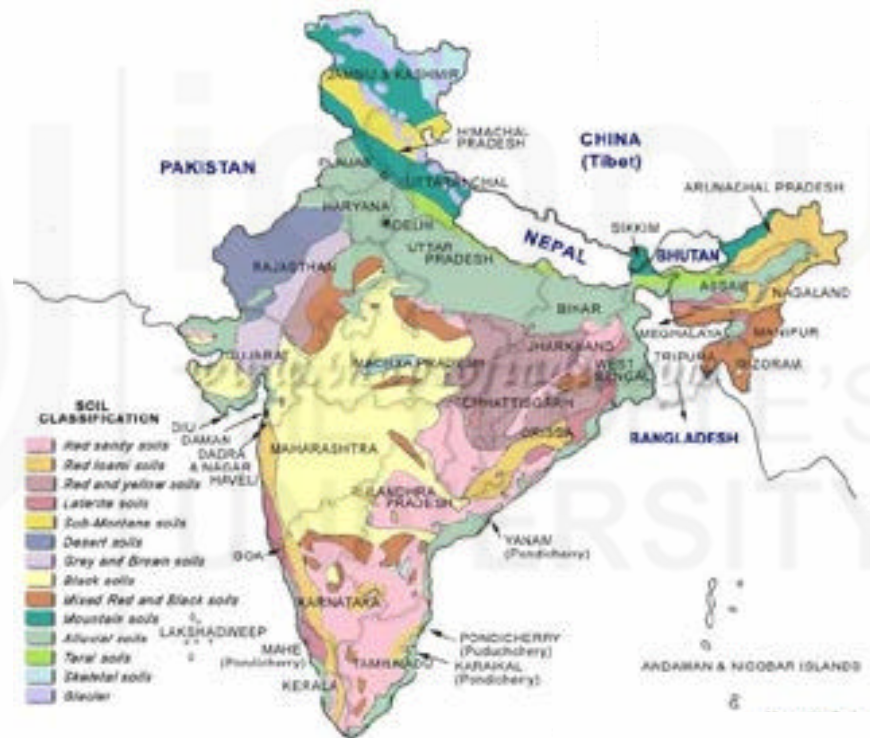 JAMMU & KASHMIR
HIMACHAL
PRADESH
CHINA
(Tibet)
PAKISTAN
PUNJAB
UTTARANCHAL
ARUNACHAL PRADESH
HARYANA
DELHI
SIKKIM
NEPAL
BHUTAN
UTTAR
PRADESH
RAJASTHAN
ASSAM
NAGALAND
BIHAR
MEGHALAYA
MANIPUR
JHARKHAND
GUJARAT
MADHYA PRADESH
WEST
BENGAL
TRIPURA
MIZORAM
CHHATTISGARH
SOIL
CLASSIFICATION
DIU
DAMAN
DADRA
& NAGAR
HAVELI
MAHARASHTRA
ORISSA
BANGLADESH
Red sandy soils
Red loami soils
Red and yellow soils
Laterite soils
Sub-Montane soils
Desert soils
Grey and Brown soils
Black soils
Mixed Red and Black soils
Mountain soils
Alluvial soils
Tarai soils
Skeletal soils
Glacier
ANDHRA
PRADESH
YANAM
(Pondicherry)
GOA
KARNATAKA
LAKSHADWEEP
MAHE
(Pondicherry)
PONDICHERRY
(Puduchchery)
KARAIKAL
(Pondicherry)
TAMILNADU
KERALA
ANDAMAN & NICOBAR ISLANDS
UNIVERSITY